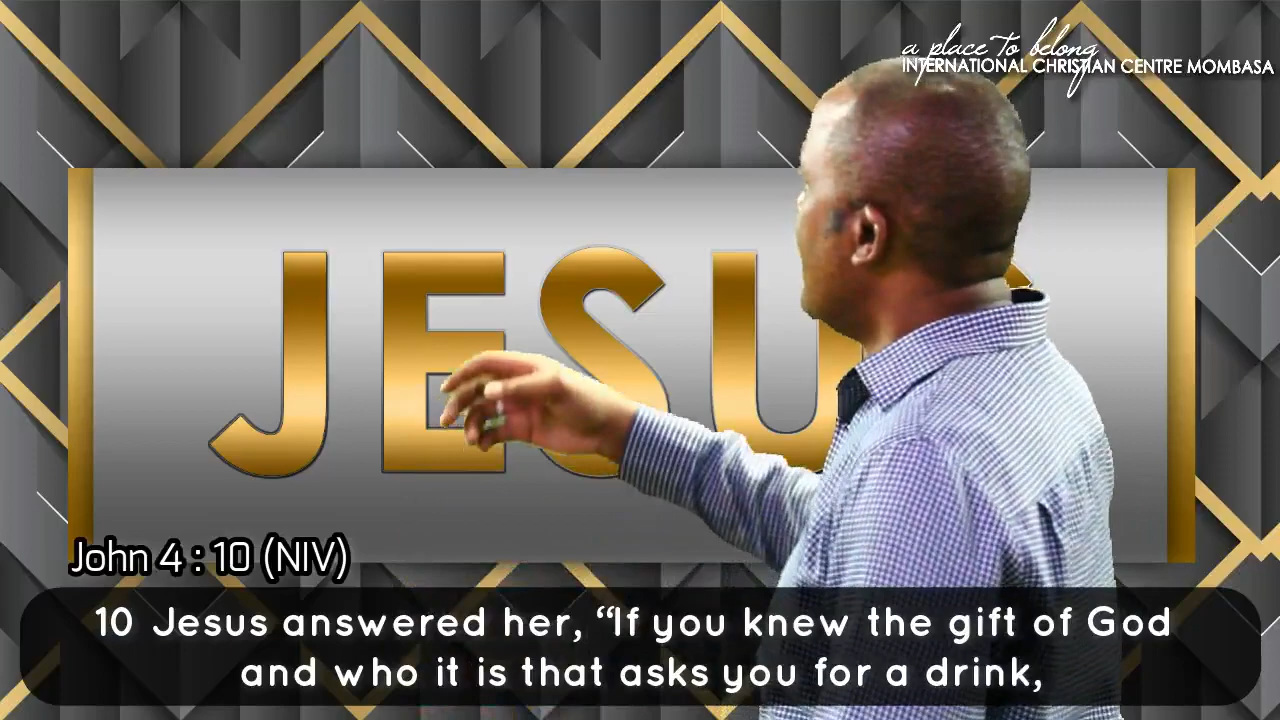 a place to belong
INTERNATIONAL CHRISTIAN CENTRE MOMBASA
JESU
John 4 : 10 (NIV)
10 Jesus answered her, “If you knew the gift of God
and who it is that asks you for a drink,